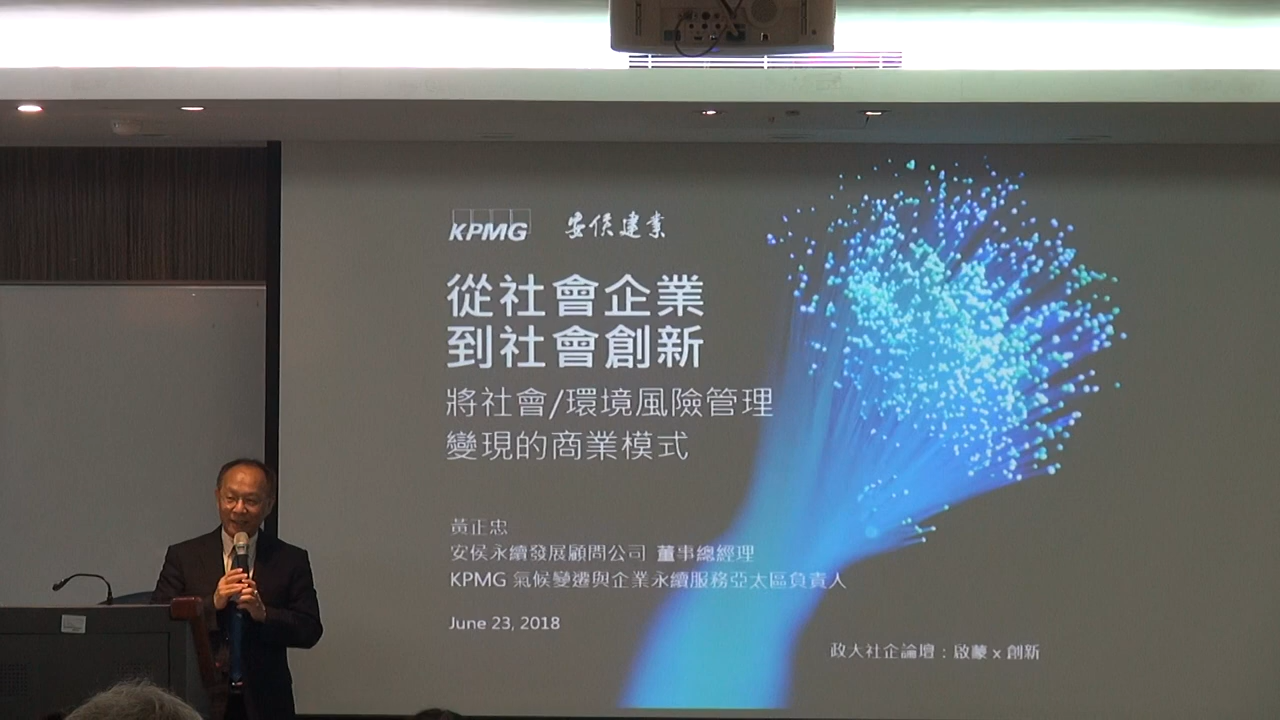 KPMG 安侯建業
從社會企業
到社會創新
將社會/環境風險管理
變現的商業模式
黃正忠
安侯永續發展顧問公司 董事總經理
KPMG 氣候變遷與企業永續服務亞太區負責人
June 23, 2018
政大社企論壇：啟蒙 x 創新